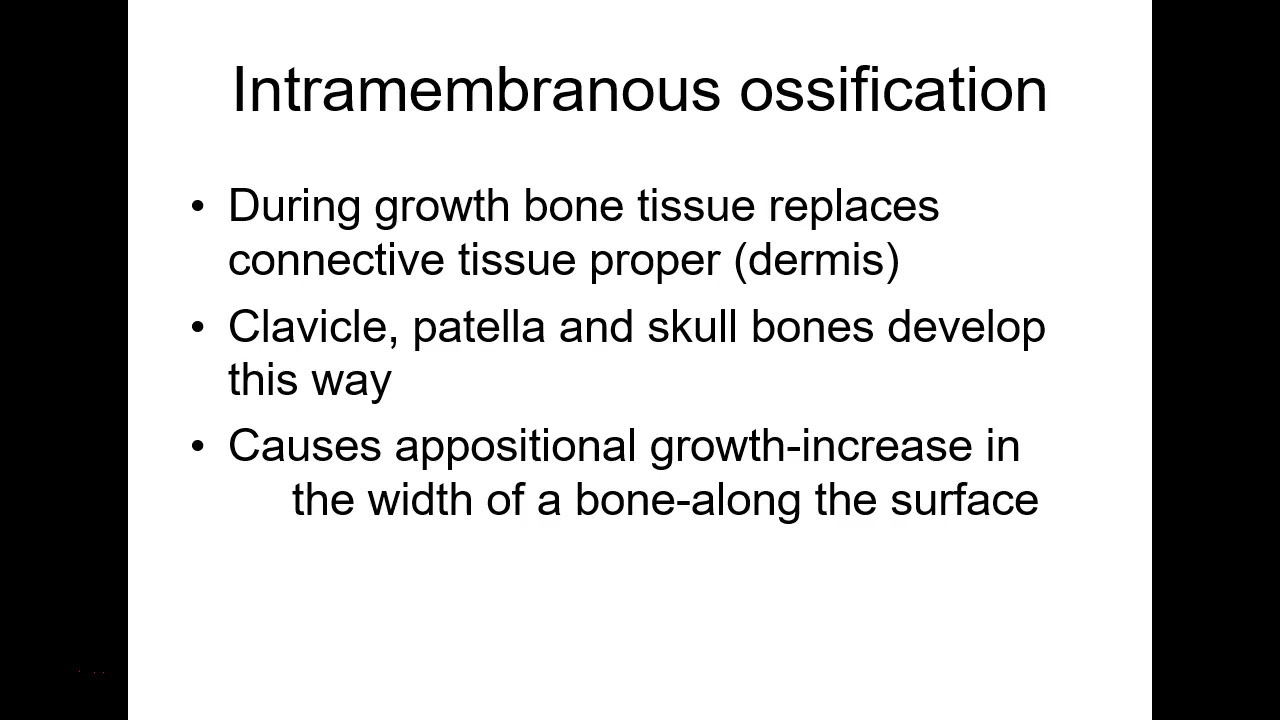 Intramembranous ossification
• During growth bone tissue replaces
connective tissue proper (dermis)
• Clavicle, patella and skull bones develop
this way
• Causes appositional growth-increase in
the width of a bone-along the surface